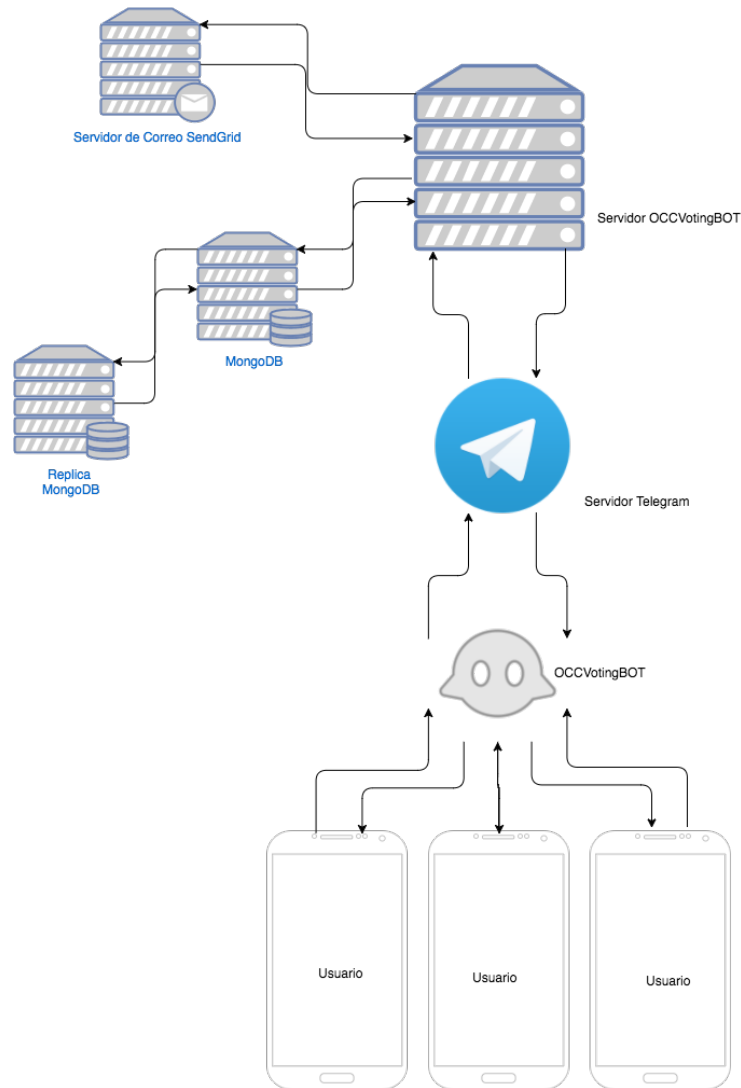 Servidor de Correo SendGrid
Servidor OCCVotingBOT
MongoDB
Replica
MongoDB
Servidor Telegram
OCCVotingBOT
Usuario
Usuario
Usuario